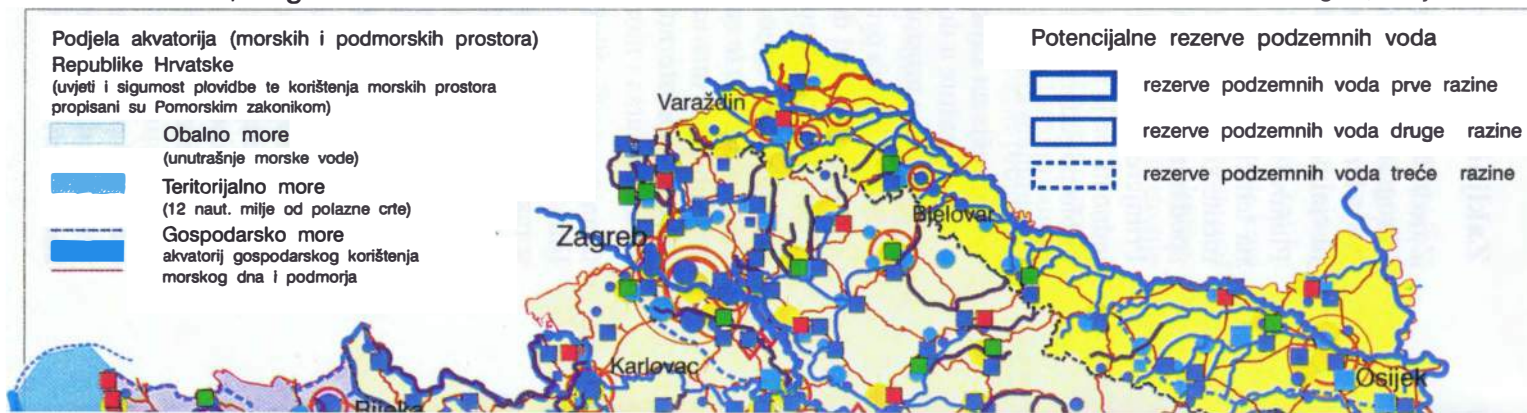 Podjela akvatorija (morskih i podmorskih prostora)
Republike Hrvatske
(uvjeti i sigurnost plovidbe te korištenja morskih prostora
propisani su Pomorskim zakonikom)
Obalno more
(unutrašnje morske vode)
Teritorijalno more
(12 naut. milje od polazne crte)
Gospodarsko more
akvatorij gospodarskog korištenja
morskog dna i podmorja
Potencijalne rezerve podzemnih voda
rezerve podzemnih voda prve razine
rezerve podzemnih voda druge razine
rezerve podzemnih voda treće razine
Varaždin
Bjelovar
Zagreb
Karlovac
Osijek
Rijeka